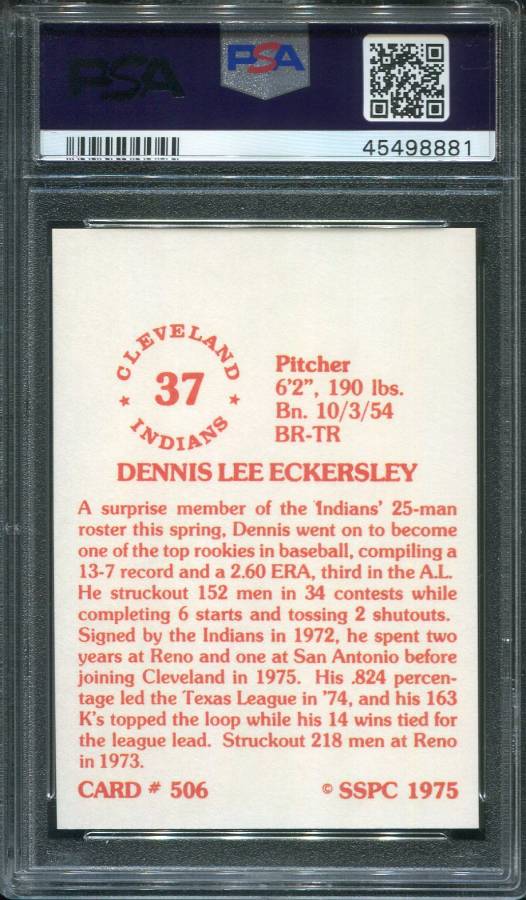 PSA
PSA
45498881
CLEVELAND
37
INDIANS
Pitcher
6'2", 190 lbs.
Bn. 10/3/54
BR-TR
DENNIS LEE ECKERSLEY
A surprise member of the Indians' 25-man
roster this spring, Dennis went on to become
one of the top rookies in baseball, compiling a
13-7 record and a 2.60 ERA, third in the A.L.
He struckout 152 men in 34 contests while
completing 6 starts and tossing 2 shutouts.
Signed by the Indians in 1972, he spent two
years at Reno and one at San Antonio before
joining Cleveland in 1975. His .824 percen-
tage led the Texas League in '74, and his 163
K's topped the loop while his 14 wins tied for
the league lead. Struckout 218 men at Reno
in 1973.
CARD # 506
© SSPC 1975